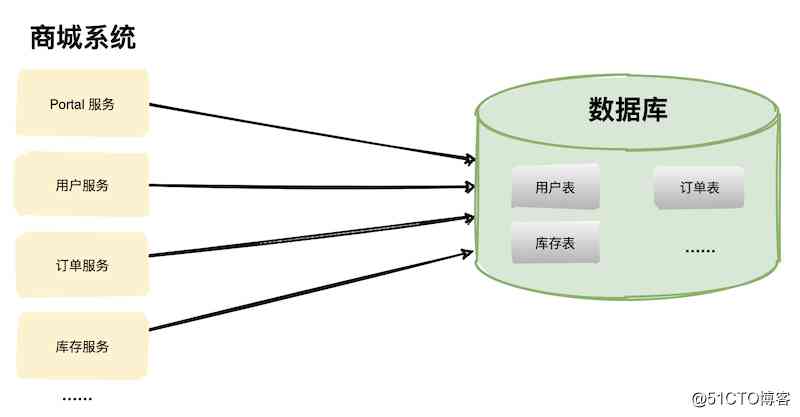 商城系统
Portal 服务
用户服务
订单服务
库存服务
......
数据库
用户表
订单表
库存表
......
@51CTO博客